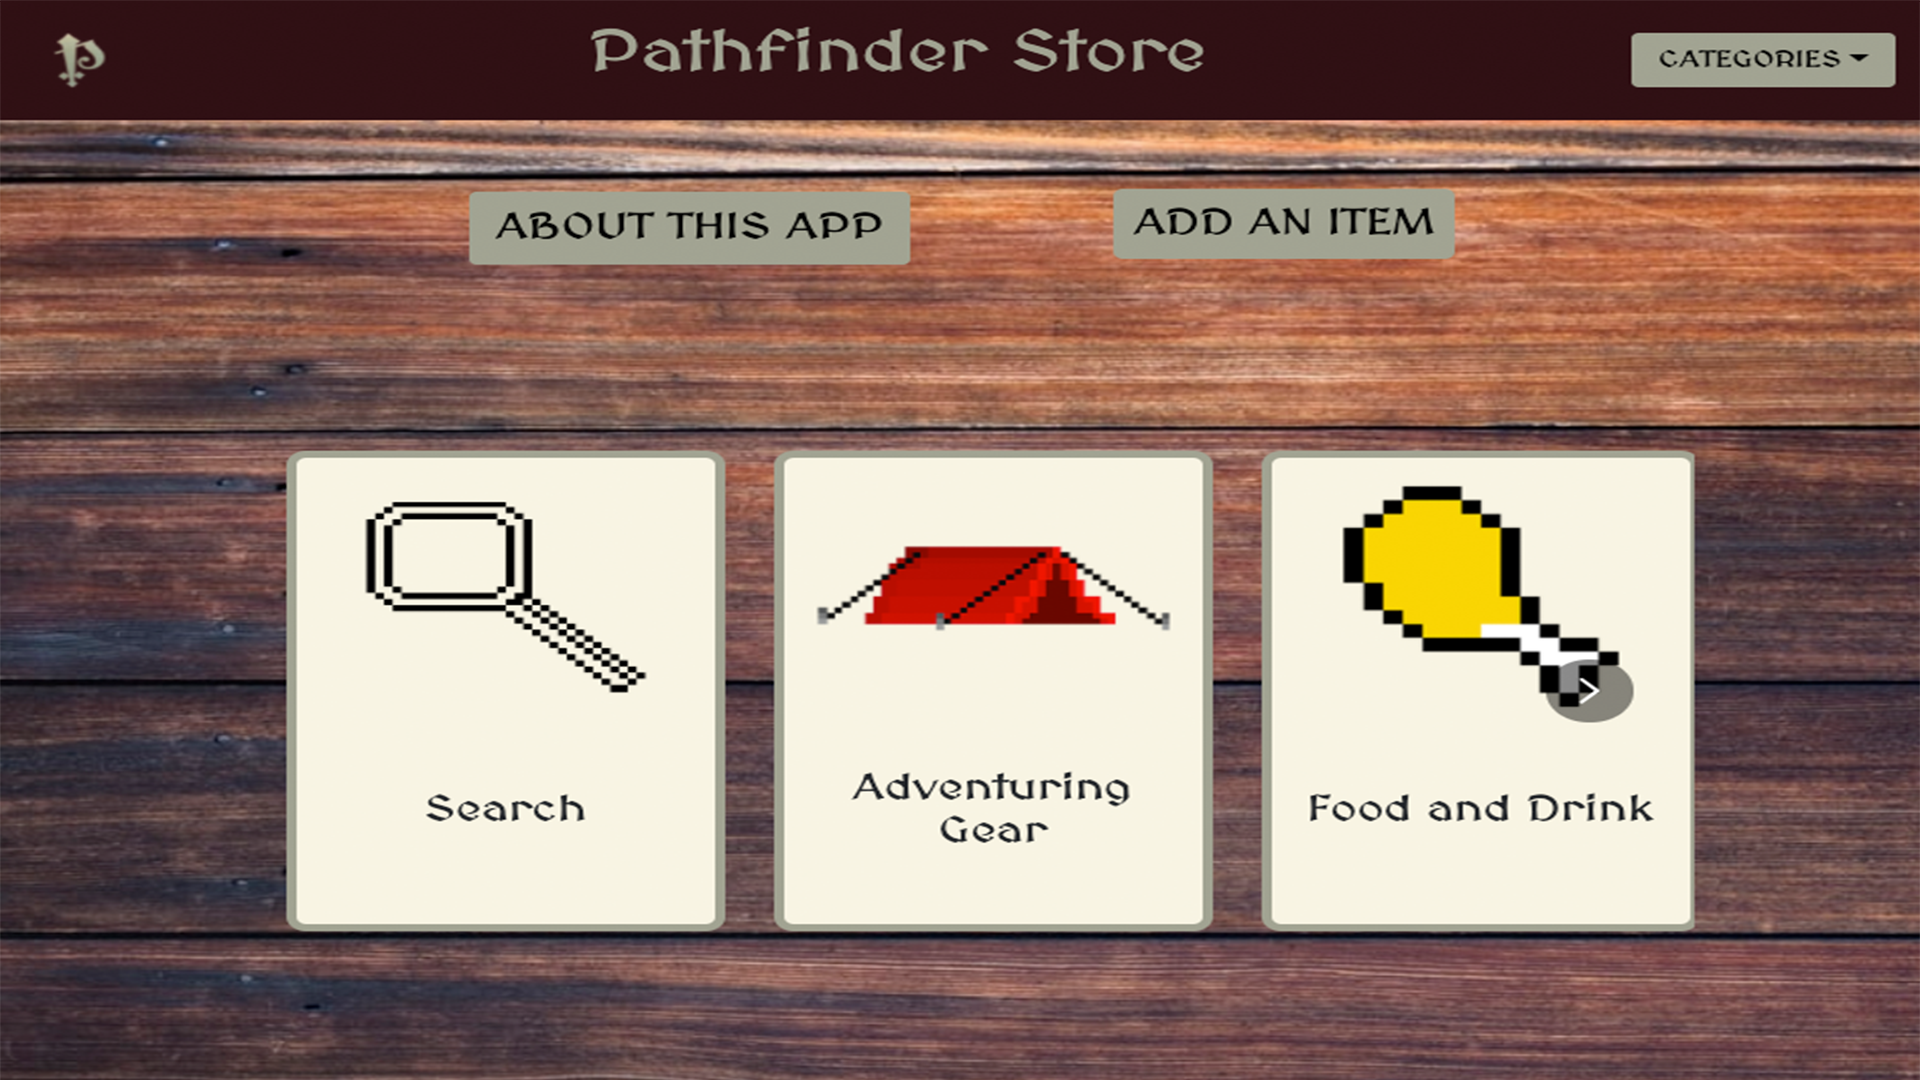 Pathfinder Store
CATEGORIES
ABOUT THIS APP
ADD AN ITEM
Search
Adventuring
Gear
Food and Drink